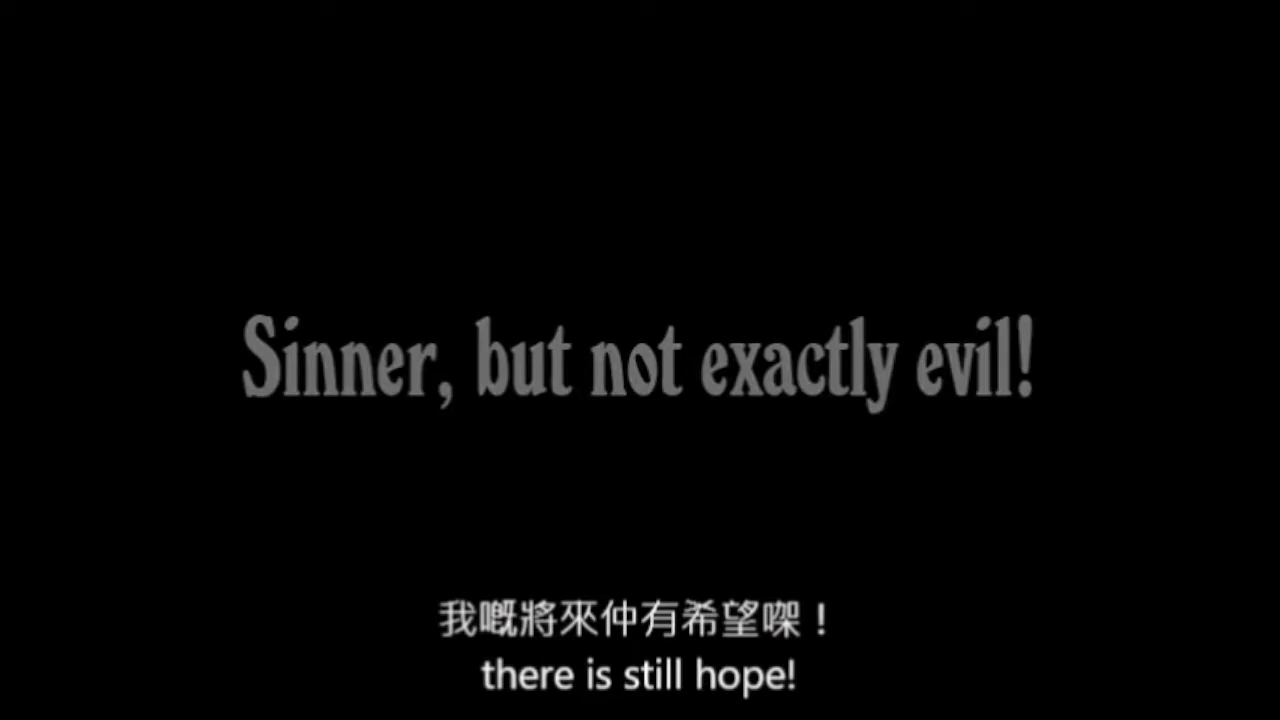 Sinner, but not exactly evil!
我嘅將來仲有希望㗎！
there is still hope!